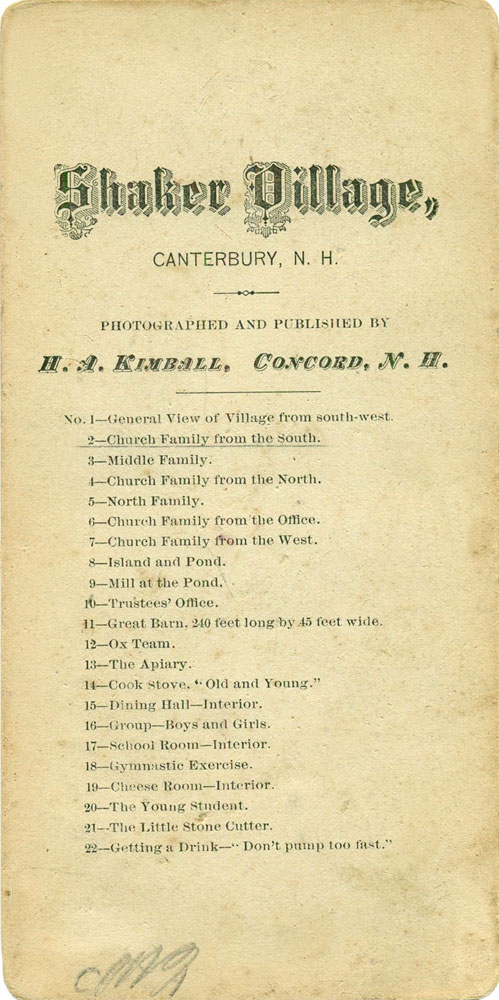 Shaker Village,
CANTERBURY, N. H.
PHOTOGRAPHED AND PUBLISHED BY
H. A. KIMBALL, CONCORD, N. H.
No. 1—General View of Village from south-west.
2—Church Family from the South.
3—Middle Family.
4—Church Family from the North.
5—North Family.
6—Church Family from the Office.
7—Church Family from the West.
8—Island and Pond.
9—Mill at the Pond.
10—Trustees' Office.
11—Great Barn, 240 feet long by 45 feet wide.
12—Ox Team.
13—The Apiary.
14—Cook Stove, "Old and Young."
15—Dining Hall—Interior.
16—Group—Boys and Girls.
17—School Room—Interior.
18—Gymnastic Exercise.
19—Cheese Room—Interior.
20—The Young Student.
21—The Little Stone Cutter.
22—Getting a Drink—"Don't pump too fast."